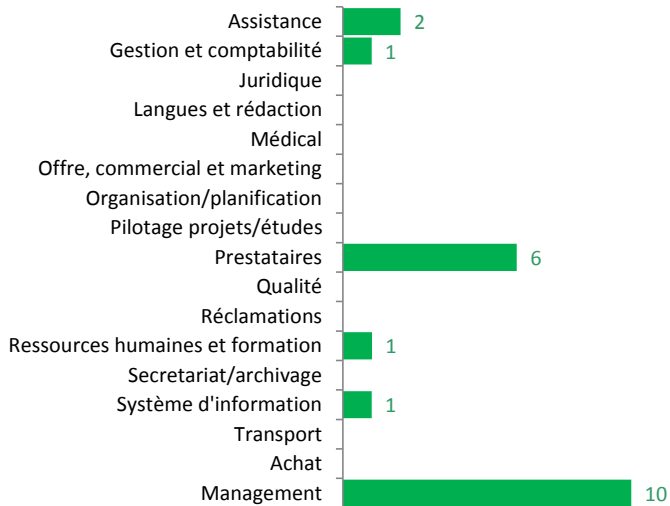 Assistance 2
Gestion et comptabilité 1
Juridique
Langues et rédaction
Médical
Offre, commercial et marketing
Organisation/planification
Pilotage projets/études
Prestataires 6
Qualité
Réclamations
Ressources humaines et formation 1
Secretariat/archivage
Système d'information 1
Transport
Achat
Management 10